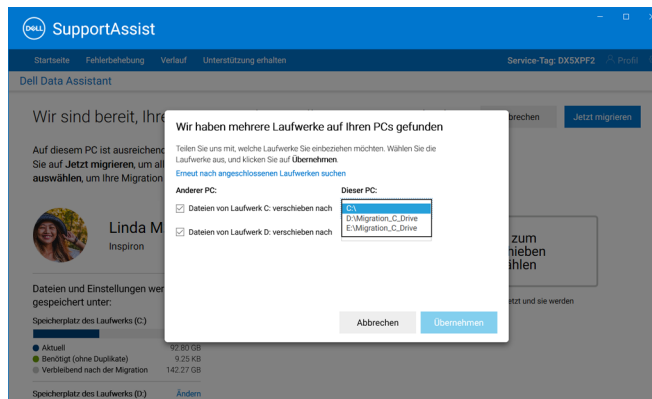 DELL SupportAssist
Startseite Fehlerbehebung Verlauf Unterstützung erhalten Service-Tag: DX5XPF2 Profil
Dell Data Assistant
Wir sind bereit, Ihre
brechen Jetzt migrieren
Wir haben mehrere Laufwerke auf Ihren PCs gefunden
Auf diesem PC ist ausreichend
Sie auf Jetzt migrieren, um all
auswählen, um Ihre Migration
Teilen Sie uns mit, welche Laufwerke Sie einbeziehen möchten. Wählen Sie die
Laufwerke aus, und klicken Sie auf Übernehmen.
Erneut nach angeschlossenen Laufwerken suchen
Anderer PC: Dieser PC:
Dateien von Laufwerk C: verschieben nach C:\
D:\Migration_C_Drive
E:\Migration_C_Drive
Dateien von Laufwerk D: verschieben nach
Abbrechen Übernehmen
Linda M
Inspiron
zum
hieben
ählen
Dateien und Einstellungen wer
gespeichert unter:
etzt und sie werden
Speicherplatz des Laufwerks (C:)
Aktuell 92.80 GB
Benötigt (ohne Duplikate) 9.25 KB
Verbleibend nach der Migration 142.27 GB
Speicherplatz des Laufwerks (D:) Ändern